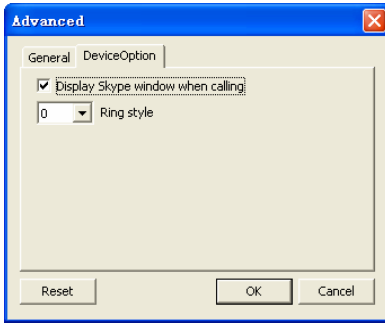 Advanced
General DeviceOption
Display Skype window when calling
0 Ring style
Reset OK Cancel